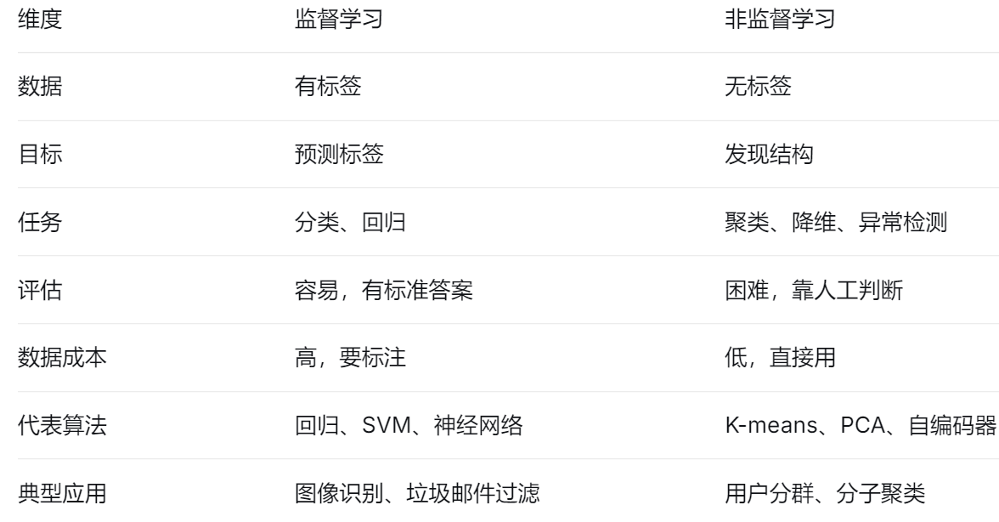 维度 监督学习 非监督学习
数据 有标签 无标签
目标 预测标签 发现结构
任务 分类、回归 聚类、降维、异常检测
评估 容易，有标准答案 困难，靠人工判断
数据成本 高，要标注 低，直接用
代表算法 回归、SVM、神经网络 K-means、PCA、自编码器
典型应用 图像识别、垃圾邮件过滤 用户分群、分子聚类